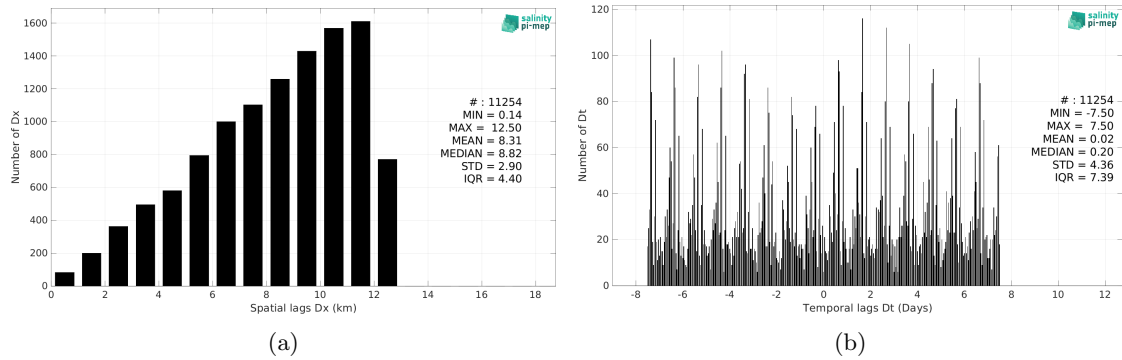 1600
1400
1200
1000
800
600
400
200
0
Number of Dx
0 2 4 6 8 10 12 14 16 18
Spatial lags Dx (km)
salinity
pi-mep
# : 11254
MIN = 0.14
MAX = 12.50
MEAN = 8.31
MEDIAN = 8.82
STD = 2.90
IQR = 4.40
(a)
120
100
80
60
40
20
0
Number of Dt
-8 -6 -4 -2 0 2 4 6 8 10 12
Temporal lags Dt (Days)
salinity
pi-mep
# : 11254
MIN = -7.50
MAX = 7.50
MEAN = 0.02
MEDIAN = 0.20
STD = 4.36
IQR = 7.39
(b)